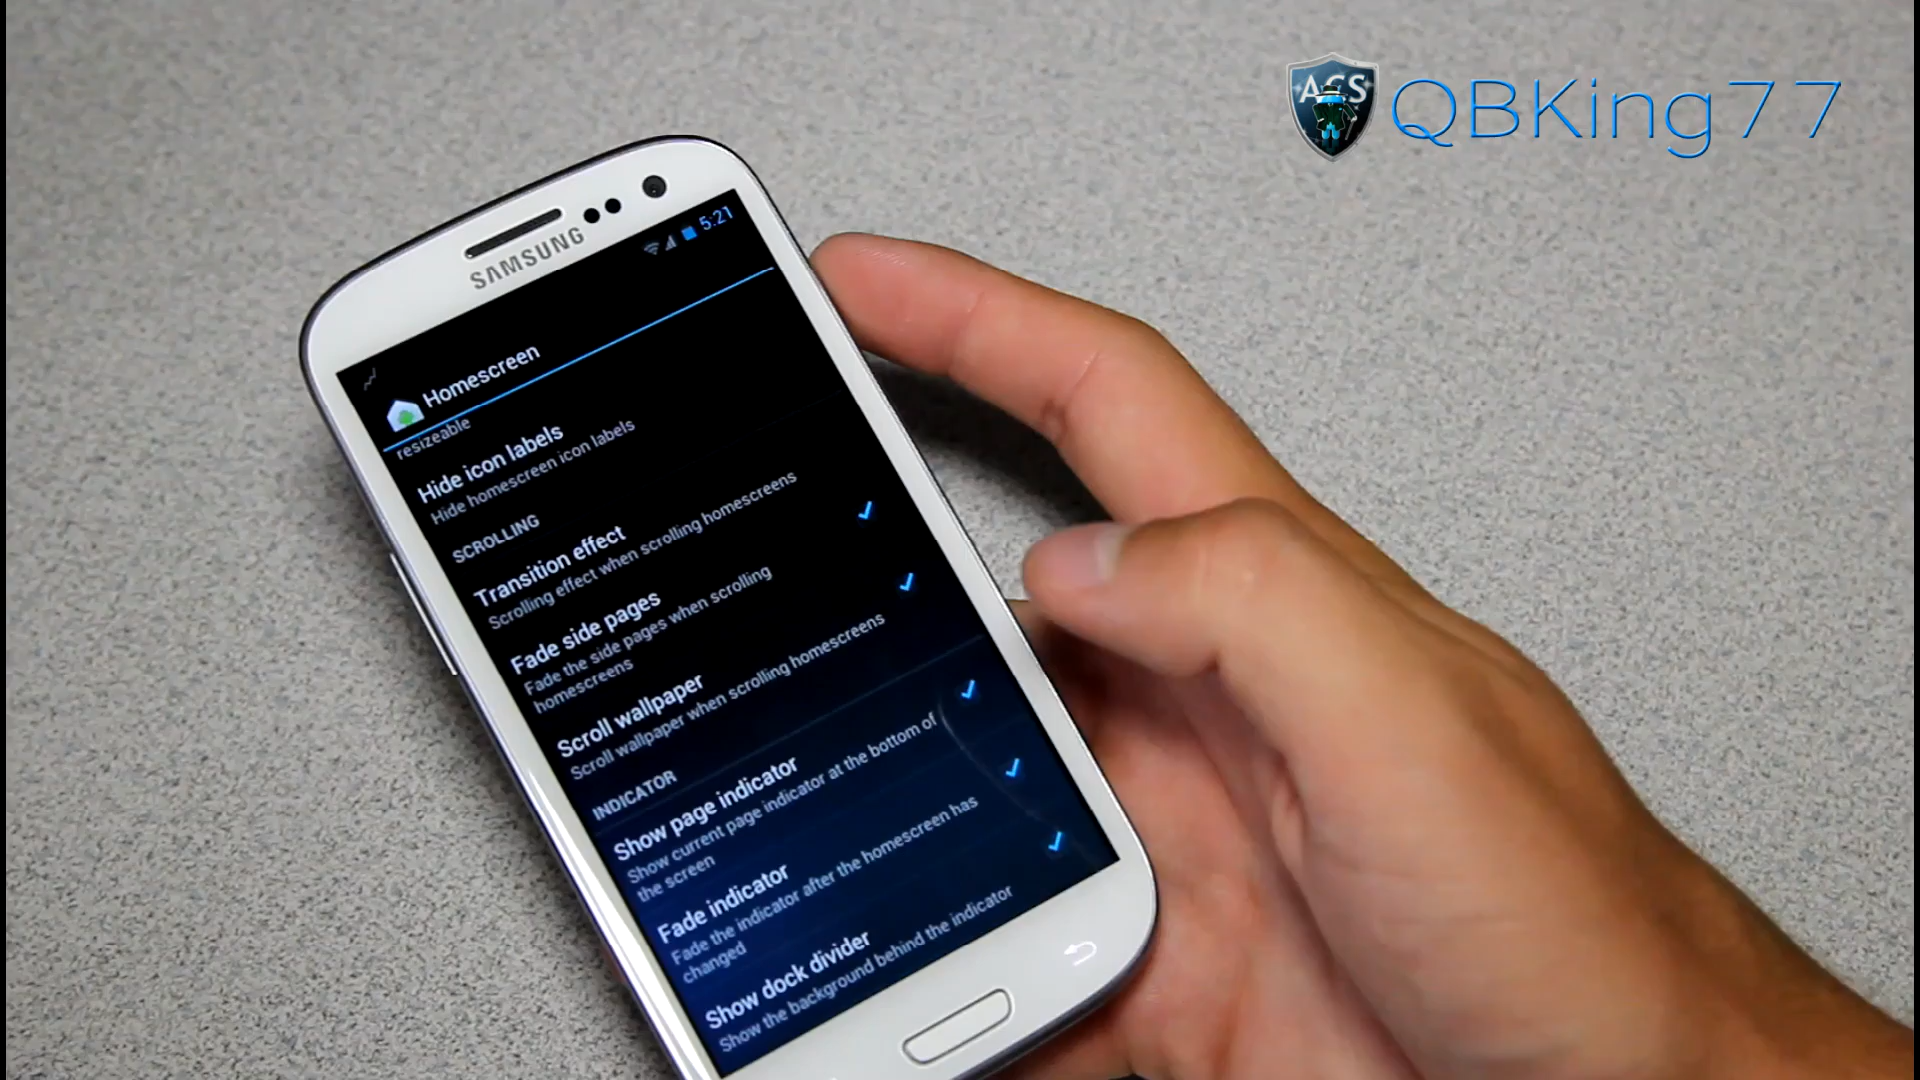 ACS QBKing77
SAMSUNG
5:21
Homescreen
resizeable
Hide icon labels
Hide homescreen icon labels
SCROLLING
Transition effect
Scrolling effect when scrolling homescreens
Fade side pages
Fade the side pages when scrolling
homescreens
Scroll wallpaper
Scroll wallpaper when scrolling homescreens
INDICATOR
Show page indicator
Show current page indicator at the bottom of
the screen
Fade indicator
Fade the indicator after the homescreen has
changed
Show dock divider
Show the background behind the indicator